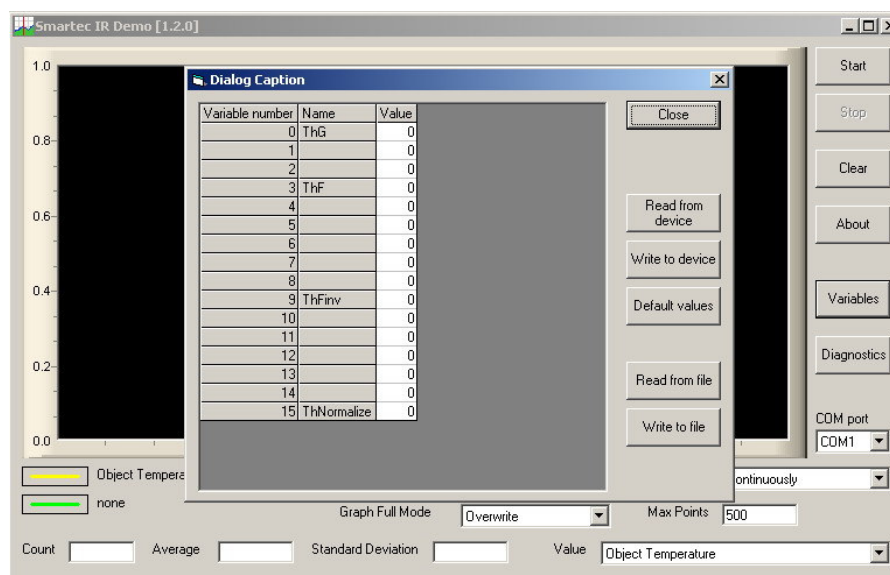 Smartec IR Demo [1.2.0]
1.0
0.8
0.6
0.4
0.2
0.0
Dialog Caption
Variable number Name Value
0 ThG 0
1 0
2 0
3 ThF 0
4 0
5 0
6 0
7 0
8 0
9 ThFinv 0
10 0
11 0
12 0
13 0
14 0
15 ThNormalize 0
Close
Read from
device
Write to device
Default values
Read from file
Write to file
Start
Stop
Clear
About
Variables
Diagnostics
COM port
COM1
Object Tempera
ontinuously
none
Graph Full Mode Overwrite Max Points 500
Count Average Standard Deviation Value Object Temperature